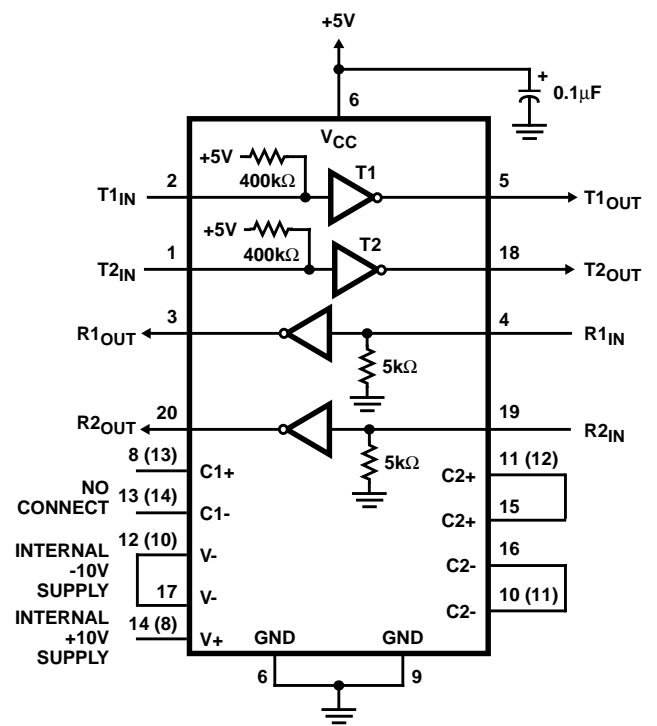 +5V
+
0.1µF
6
VCC
+5V
400kΩ
T1
T1IN
2
5
T1OUT
+5V
400kΩ
T2
T2IN
1
18
T2OUT
R1OUT
3
4
R1IN
5kΩ
R2OUT
20
19
R2IN
5kΩ
8 (13)
C1+
NO
CONNECT
13 (14)
C1-
11 (12)
C2+
15
C2+
INTERNAL
-10V
SUPPLY
12 (10)
V-
17
V-
16
C2-
10 (11)
C2-
INTERNAL
+10V
SUPPLY
14 (8)
V+
GND
GND
6
9